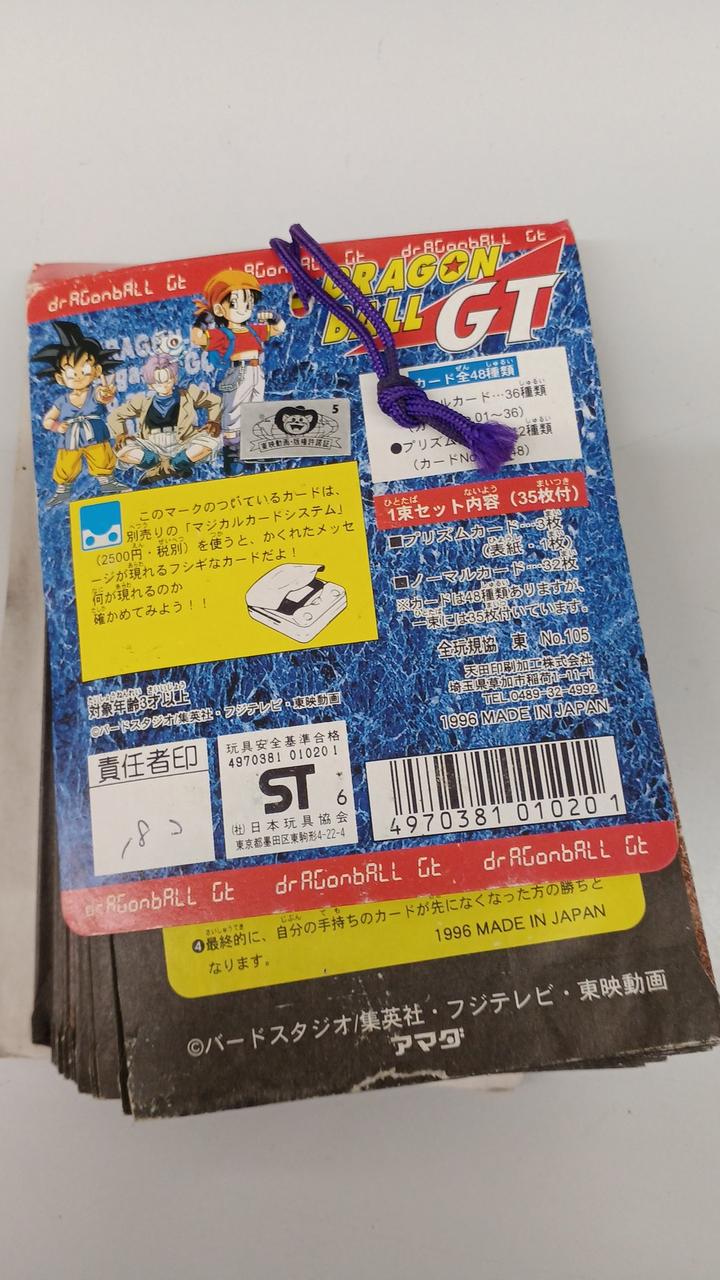 drAGonbALL Gt
drAGonbALL Gt
DRAGON
BALL
GT
5
東映動画・版権許諾証
カード全48種類
ルカード…36種類
01〜36)
●プリズム 2種類
(カードNo. 48)
このマークのついているカードは、
別売りの「マジカルカードシステム」
(2500円・税別)を使うと、かくれたメッセ
ージが現れるフシギなカードだよ!
何が現れるのか
確かめてみよう!!
1束セット内容(35枚付)
■プリズムカード…3枚
(表紙・1枚)
■ノーマルカード…32枚
※カードは48種類ありますが、
一束には35枚付いています。
全玩規協 東 No.105
天田印刷加工株式会社
埼玉県草加市稲荷1-11-1
TEL0489-32-4992
1996 MADE IN JAPAN
対象年齢3才以上
©バードスタジオ/集英社・フジテレビ・東映動画
責任者印
玩具安全基準合格
4970381 010201
ST
6
(社)日本玩具協会
東京都墨田区東駒形4-22-4
4970381 010201
drAGonbALL Gt drAGonbALL Gt drAGonbALL Gt
❹最終的に、自分の手持ちのカードが先になくなった方の勝ちと
なります。
1996 MADE IN JAPAN
©バードスタジオ/集英社・フジテレビ・東映動画
アマダ